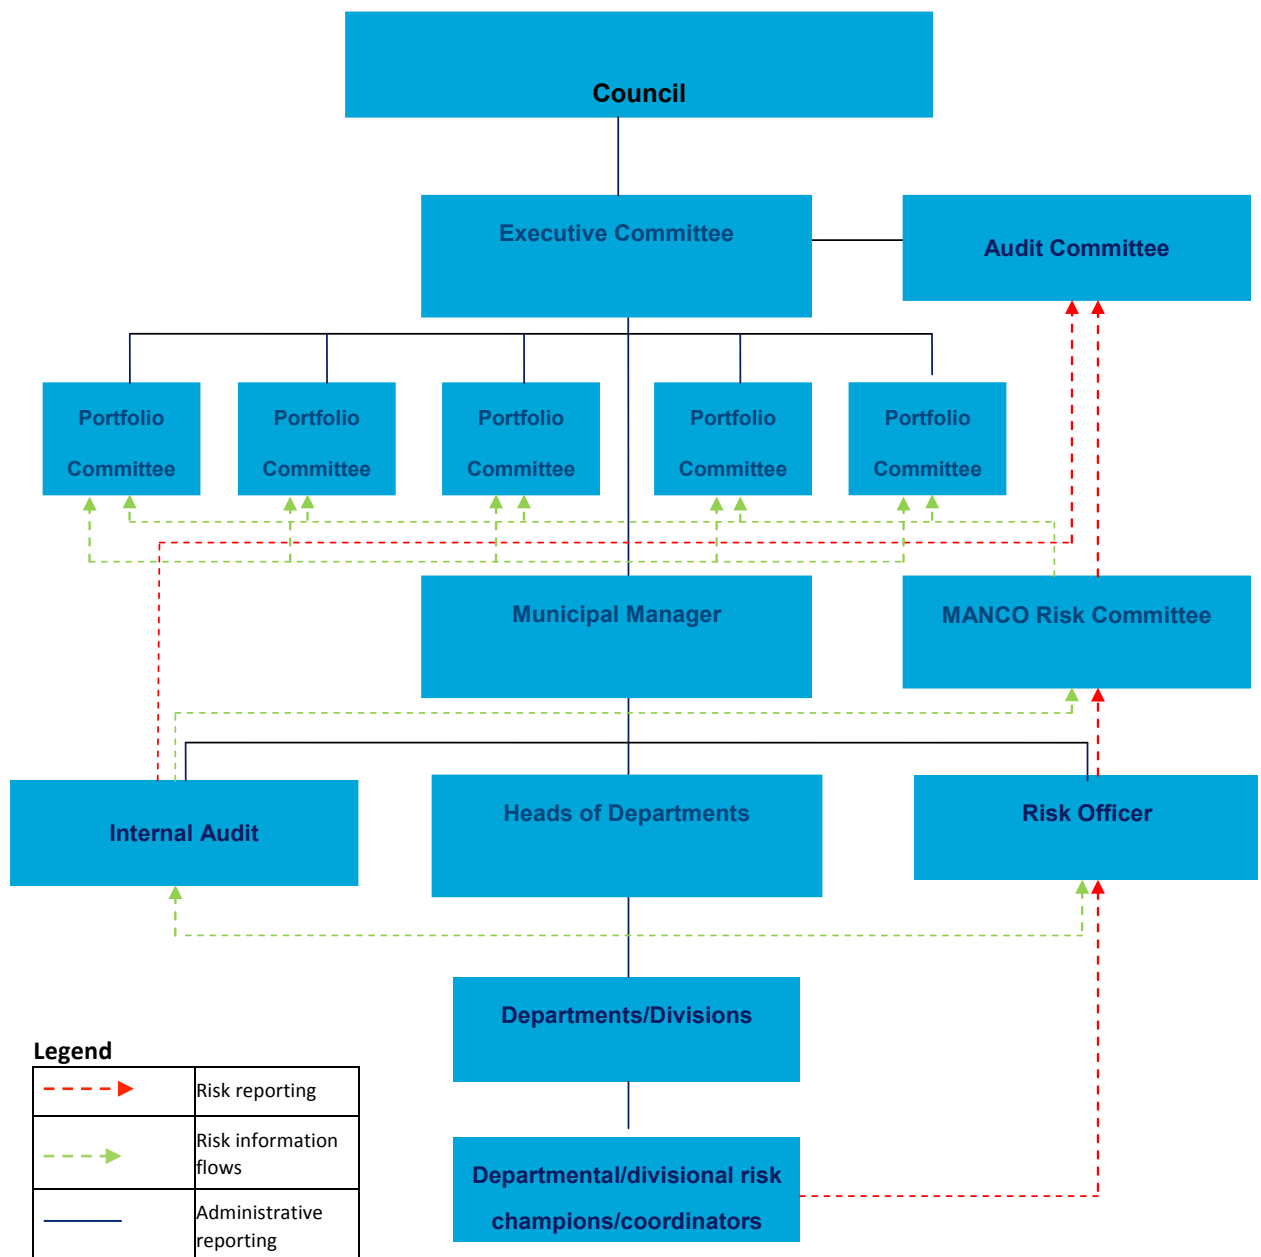 Council
Executive Committee
Audit Committee
Portfolio
Committee
Portfolio
Committee
Portfolio
Committee
Portfolio
Committee
Portfolio
Committee
Municipal Manager
MANCO Risk Committee
Internal Audit
Heads of Departments
Risk Officer
Departments/Divisions
Departmental/divisional risk
champions/coordinators
Legend
Risk reporting
Risk information
flows
Administrative
reporting